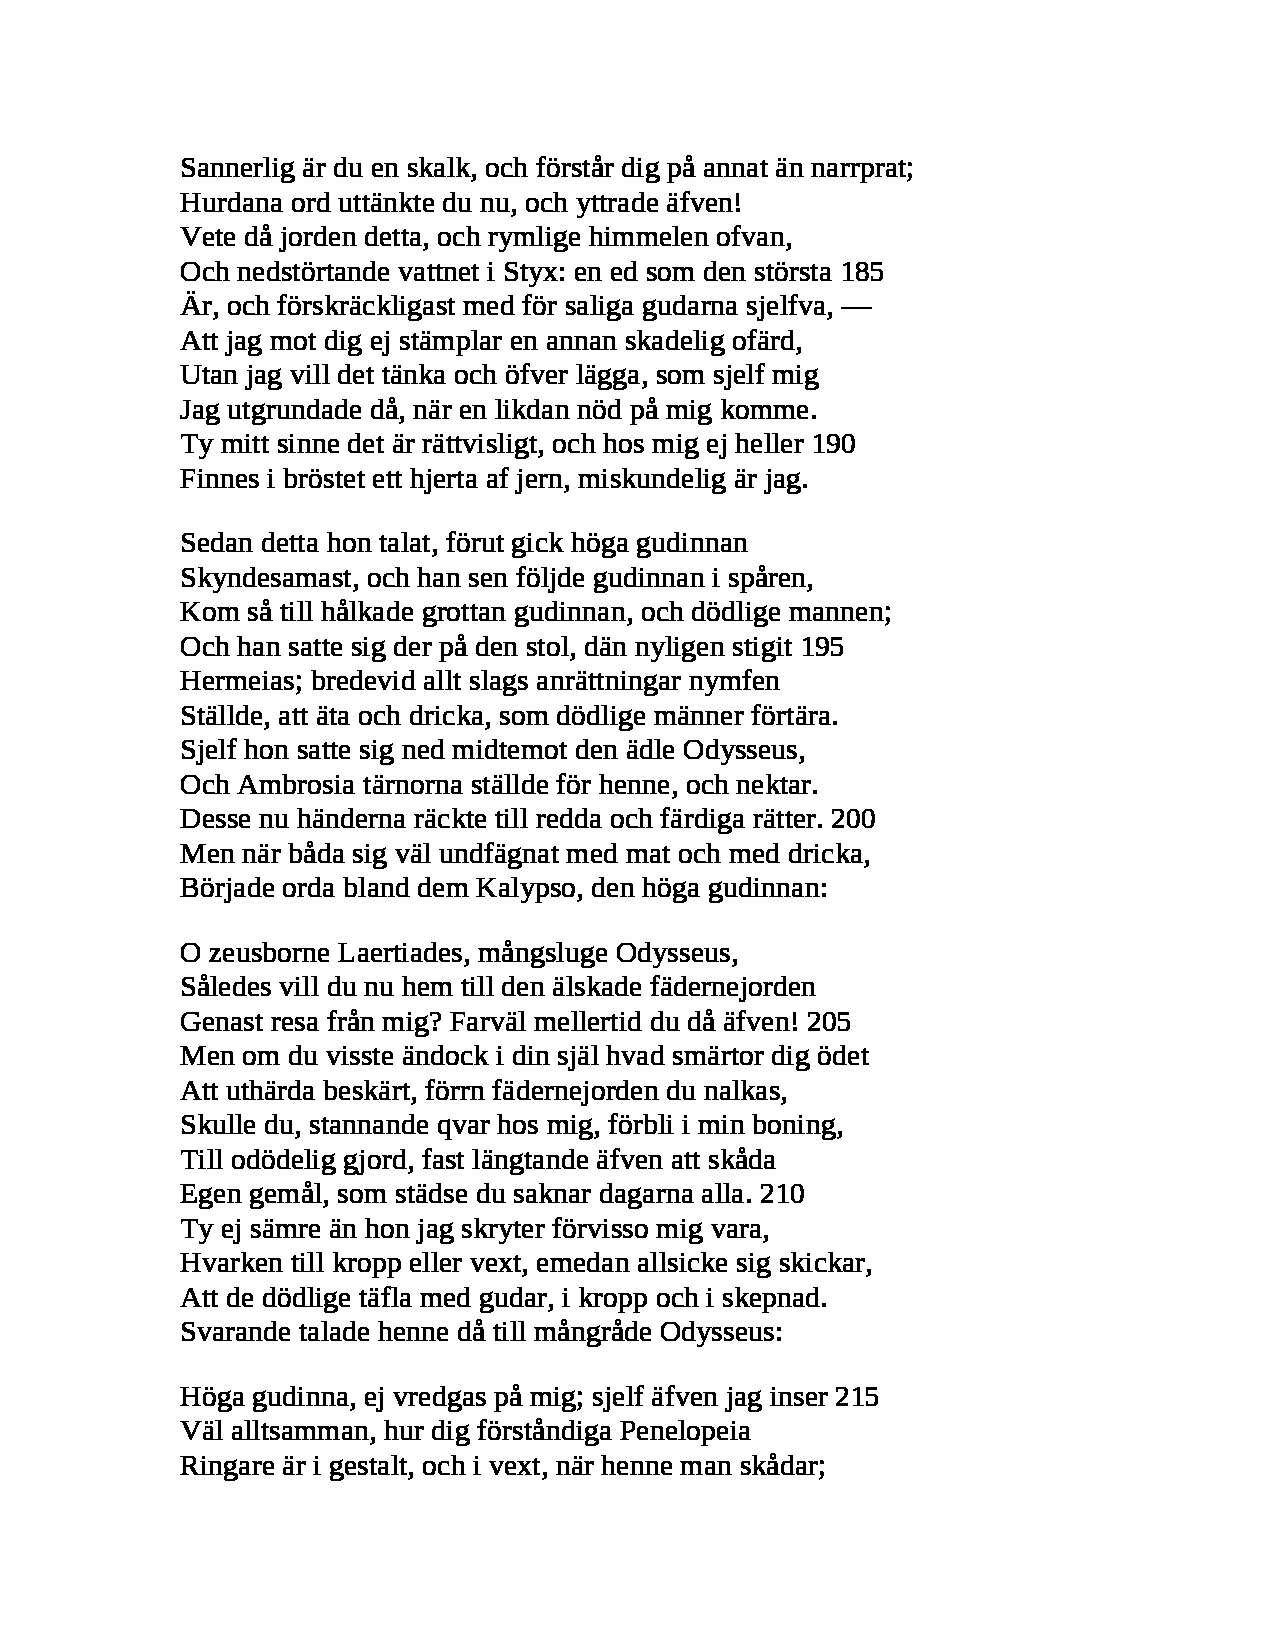 Sannerlig är du en skalk, och förstår dig på annat än narrprat;
Hurdana ord uttänkte du nu, och yttrade äfven!
Vete då jorden detta, och rymlige himmelen ofvan,
Och nedstörtande vattnet i Styx: en ed som den största 185
Är, och förskräckligast med för saliga gudarna sjelfva, —
Att jag mot dig ej stämplar en annan skadelig ofärd,
Utan jag vill det tänka och öfver lägga, som sjelf mig
Jag utgrundade då, när en likdan nöd på mig komme.
Ty mitt sinne det är rättvisligt, och hos mig ej heller 190
Finnes i bröstet ett hjerta af jern, miskundelig är jag.

Sedan detta hon talat, förut gick höga gudinnan
Skyndesamast, och han sen följde gudinnan i spåren,
Kom så till hålkade grottan gudinnan, och dödlige mannen;
Och han satte sig der på den stol, dän nyligen stigit 195
Hermeias; bredevid allt slags anrättningar nymfen
Ställde, att äta och dricka, som dödlige männer förtära.
Sjelf hon satte sig ned midtemot den ädle Odysseus,
Och Ambrosia tärnorna ställde för henne, och nektar.
Desse nu händerna räckte till redda och färdiga rätter. 200
Men när båda sig väl undfägnat med mat och med dricka,
Började orda bland dem Kalypso, den höga gudinnan:

O zeusborne Laertiades, mångsluge Odysseus,
Således vill du nu hem till den älskade fädernejorden
Genast resa från mig? Farväl mellertid du då äfven! 205
Men om du visste ändock i din själ hvad smärtor dig ödet
Att uthärda beskärt, förrn fädernejorden du nalkas,
Skulle du, stannande qvar hos mig, förbli i min boning,
Till odödelig gjord, fast längtande äfven att skåda
Egen gemål, som städse du saknar dagarna alla. 210
Ty ej sämre än hon jag skryter förvisso mig vara,
Hvarken till kropp eller vext, emedan allsicke sig skickar,
Att de dödlige täfla med gudar, i kropp och i skepnad.
Svarande talade henne då till mångråde Odysseus:

Höga gudinna, ej vredgas på mig; sjelf äfven jag inser 215
Väl alltsamman, hur dig förståndiga Penelopeia
Ringare är i gestalt, och i vext, när henne man skådar;